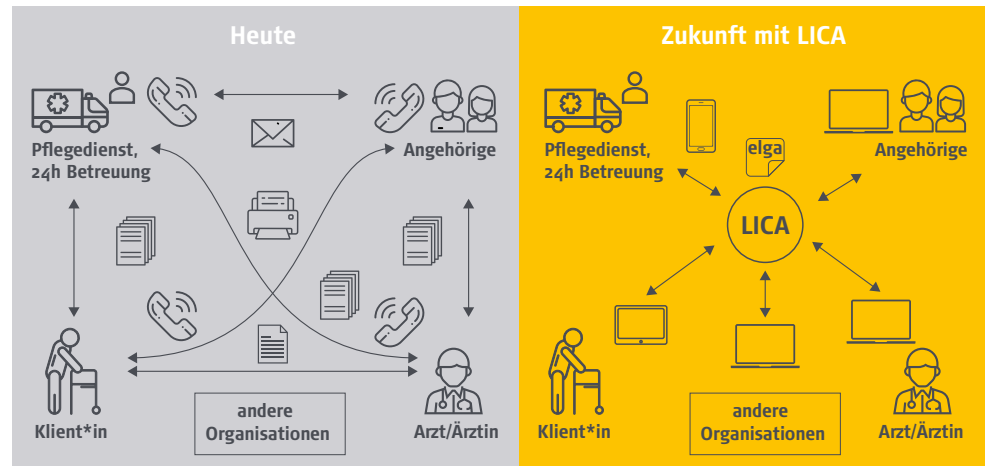 Heute
Pflegedienst,
24h Betreuung
Angehörige
Klient*in
andere
Organisationen
Arzt/Ärztin
Zukunft mit LICA
Pflegedienst,
24h Betreuung
elga
Angehörige
LICA
Klient*in
andere
Organisationen
Arzt/Ärztin